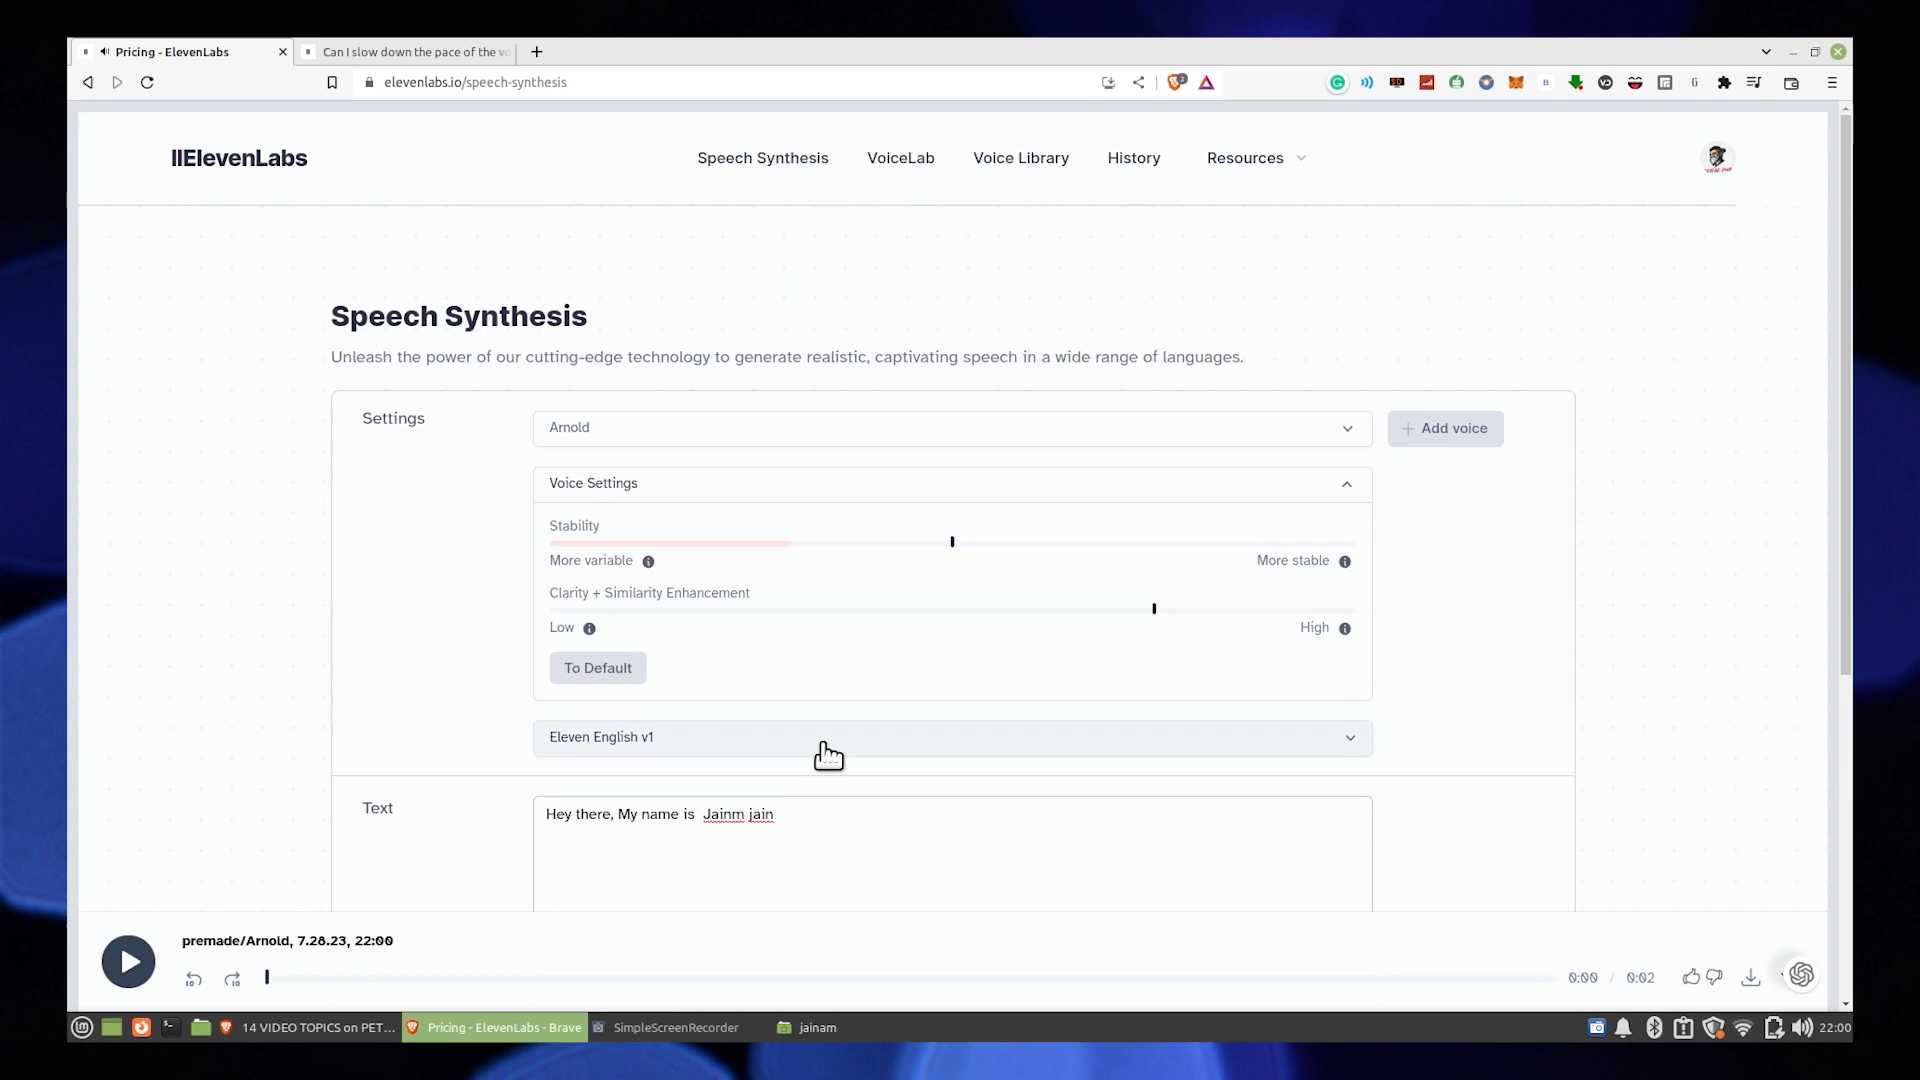 Pricing - ElevenLabs
Can I slow down the pace of the vo
elevenlabs.io/speech-synthesis
IIElevenLabs
Speech Synthesis
VoiceLab
Voice Library
History
Resources
Speech Synthesis
Unleash the power of our cutting-edge technology to generate realistic, captivating speech in a wide range of languages.
Settings
Arnold
Add voice
Voice Settings
Stability
More variable
More stable
Clarity + Similarity Enhancement
Low
High
To Default
Eleven English v1
Text
Hey there, My name is  Jainm jain
premade/Arnold, 7.28.23, 22:00
0:00 / 0:02
14 VIDEO TOPICS on PET...
Pricing - ElevenLabs - Brave
SimpleScreenRecorder
jainam
22:00